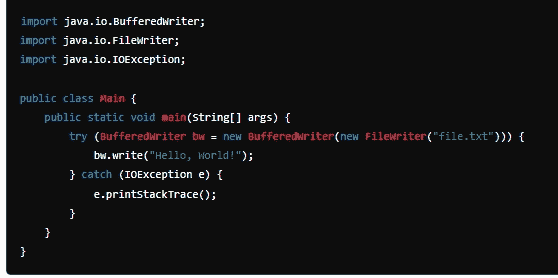 import java.io.BufferedWriter;
import java.io.FileWriter;
import java.io.IOException;
public class Main {
public static void main(String[] args) {
try (BufferedWriter bw = new BufferedWriter(new FileWriter("file.txt"))) {
bw.write("Hello, World!");
} catch (IOException e) {
e.printStackTrace();
}
}
}